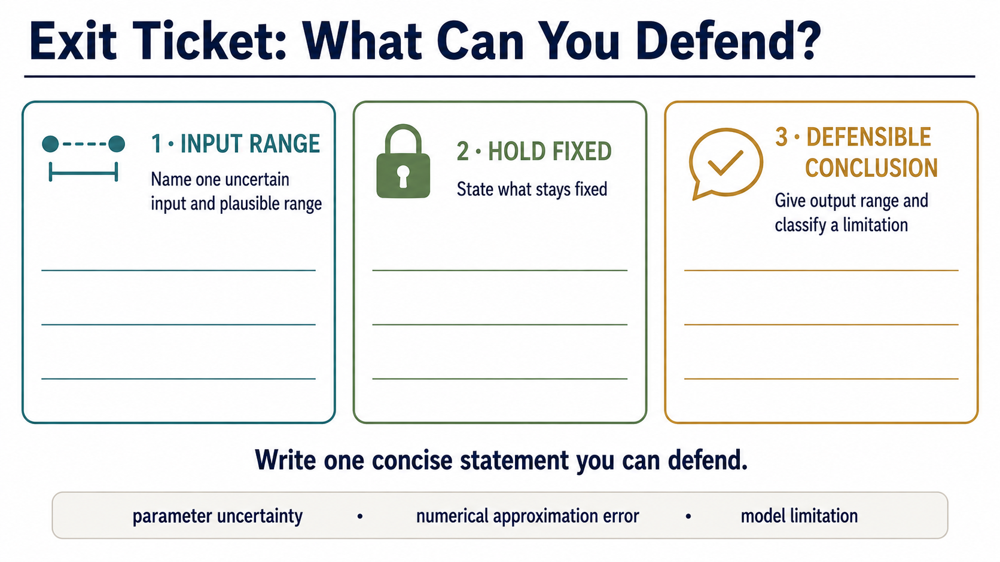 Exit Ticket: What Can You Defend?
1 · INPUT RANGE
Name one uncertain
input and plausible range
2 · HOLD FIXED
State what stays fixed
3 · DEFENSIBLE
CONCLUSION
Give output range and
classify a limitation
Write one concise statement you can defend.
parameter uncertainty • numerical approximation error • model limitation